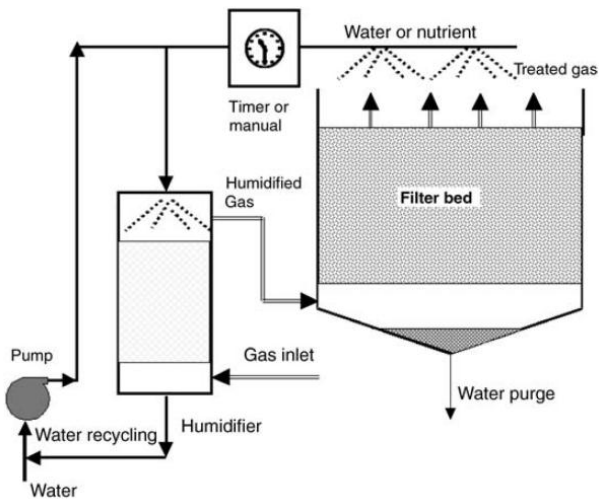 Water or nutrient
Treated gas
Timer or
manual
Humidified
Gas
Filter bed
Gas inlet
Pump
Water purge
Water recycling
Humidifier
Water